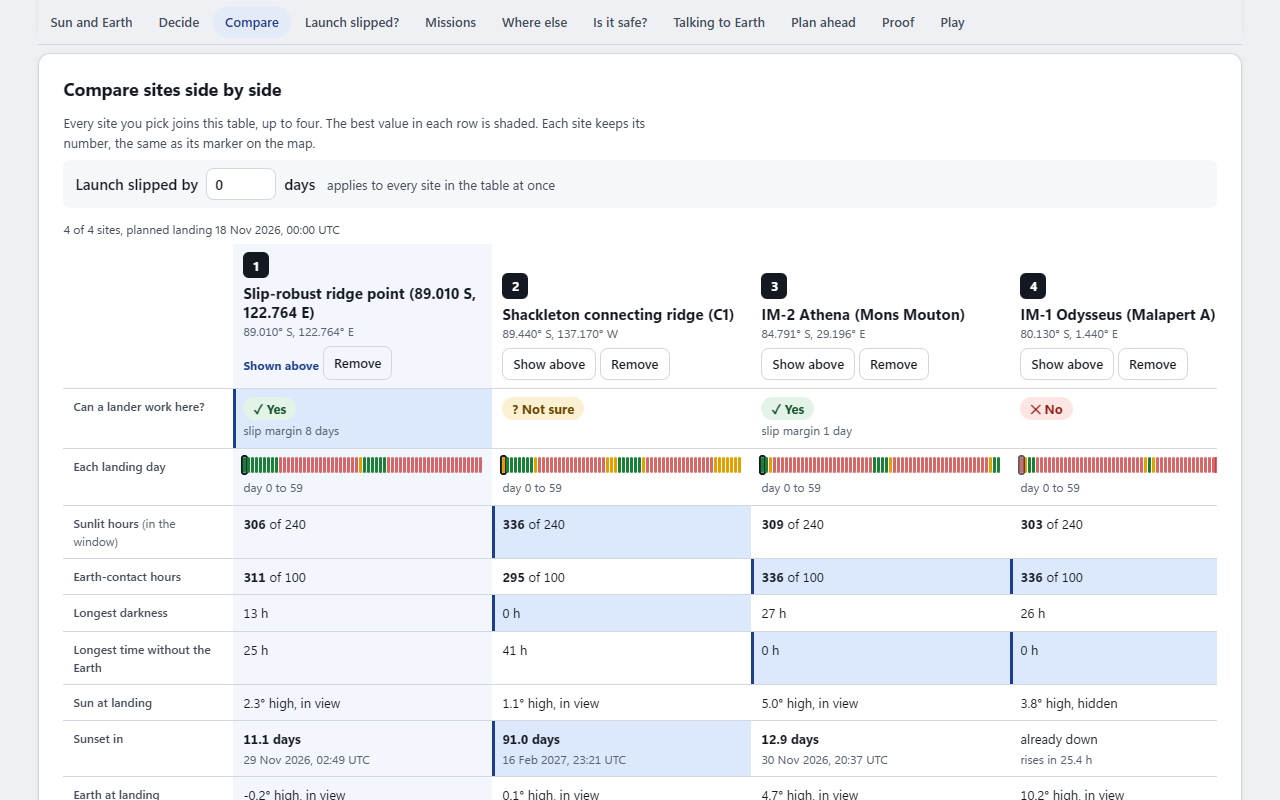 Sun and Earth Decide Compare Launch slipped? Missions Where else Is it safe? Talking to Earth Plan ahead Proof Play
Compare sites side by side
Every site you pick joins this table, up to four. The best value in each row is shaded. Each site keeps its
number, the same as its marker on the map.
Launch slipped by 0 days applies to every site in the table at once
4 of 4 sites, planned landing 18 Nov 2026, 00:00 UTC
1
Slip-robust ridge point (89.010 S,
122.764 E)
89.010° S, 122.764° E
Shown above Remove
2
Shackleton connecting ridge (C1)
89.440° S, 137.170° W
Show above Remove
3
IM-2 Athena (Mons Mouton)
84.791° S, 29.196° E
Show above Remove
4
IM-1 Odysseus (Malapert A)
80.130° S, 1.440° E
Show above Remove
Can a lander work here? ✓ Yes ? Not sure ✓ Yes ✕ No
slip margin 8 days slip margin 1 day
Each landing day
day 0 to 59 day 0 to 59 day 0 to 59 day 0 to 59
Sunlit hours (in the
window)
306 of 240 336 of 240 309 of 240 303 of 240
Earth-contact hours 311 of 100 295 of 100 336 of 100 336 of 100
Longest darkness 13 h 0 h 27 h 26 h
Longest time without the
Earth
25 h 41 h 0 h 0 h
Sun at landing 2.3° high, in view 1.1° high, in view 5.0° high, in view 3.8° high, hidden
Sunset in 11.1 days 91.0 days 12.9 days already down
29 Nov 2026, 02:49 UTC 16 Feb 2027, 23:21 UTC 30 Nov 2026, 20:37 UTC rises in 25.4 h
Earth at landing -0.2° high, in view 0.1° high, in view 4.7° high, in view 10.2° high, in view